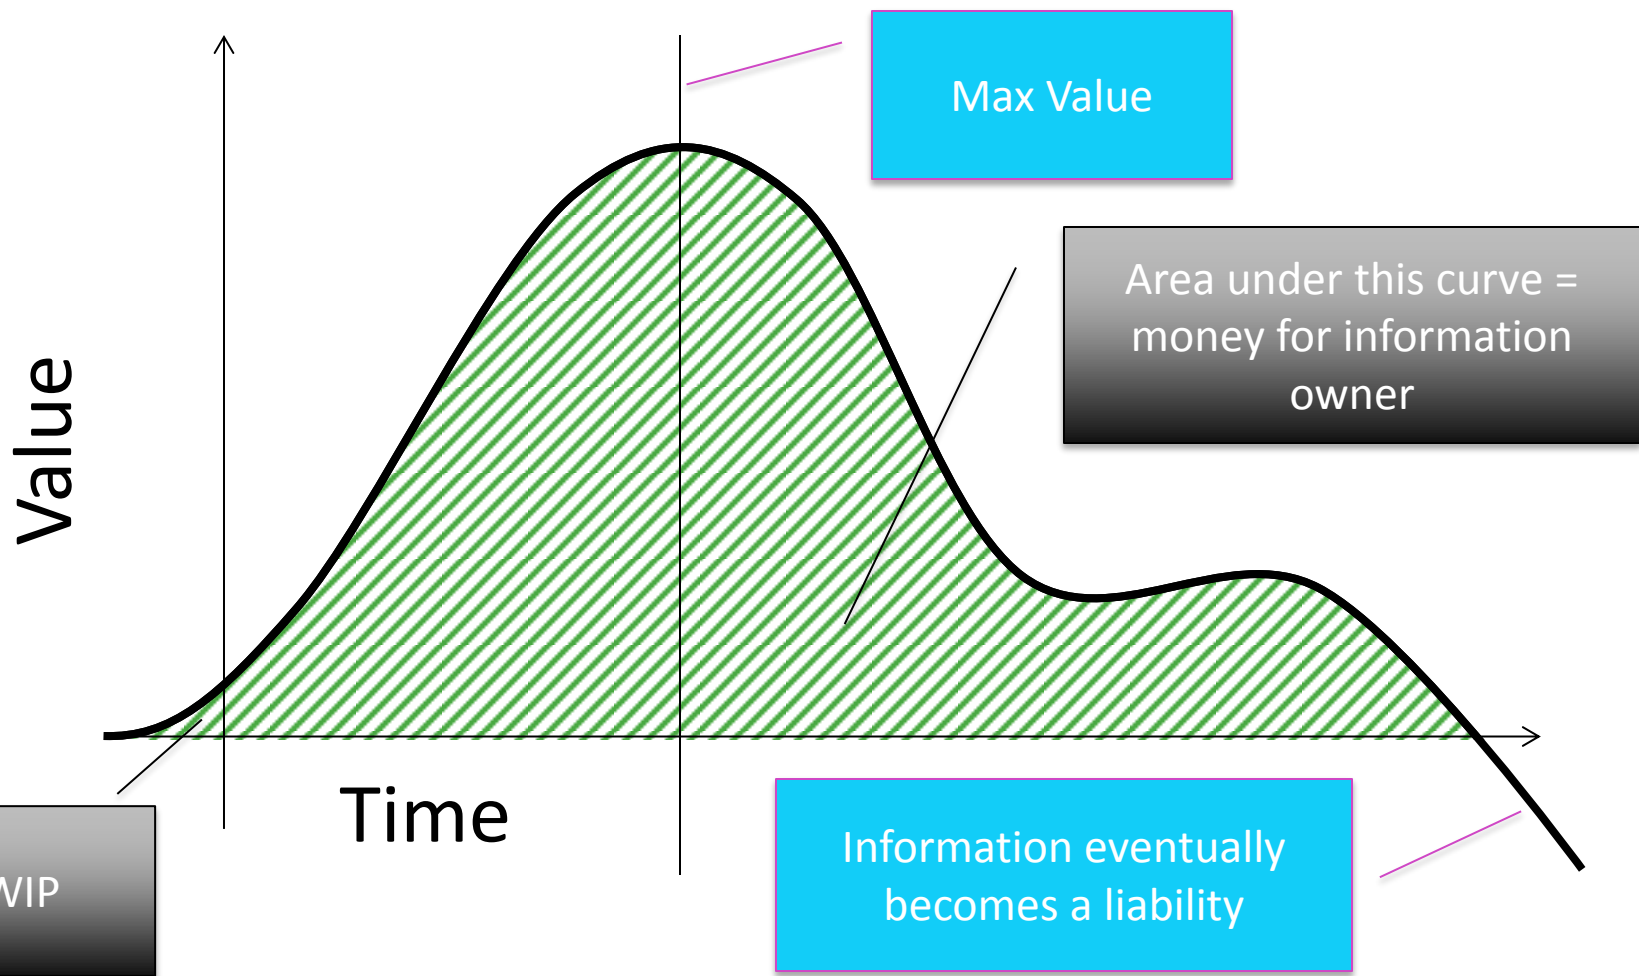 Max Value
Area under this curve =
money for information
owner
Value
Time
Information eventually
becomes a liability
WIP